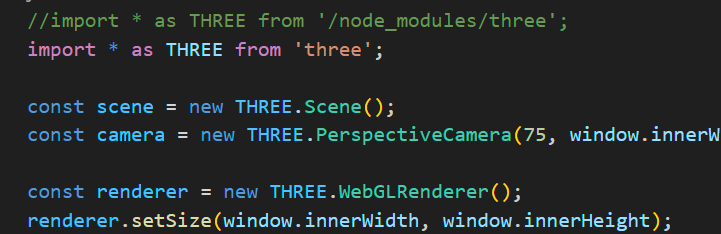 //import * as THREE from '/node_modules/three';
import * as THREE from 'three';
const scene = new THREE.Scene();
const camera = new THREE.PerspectiveCamera(75, window.innerW
const renderer = new THREE.WebGLRenderer();
renderer.setSize(window.innerWidth, window.innerHeight);